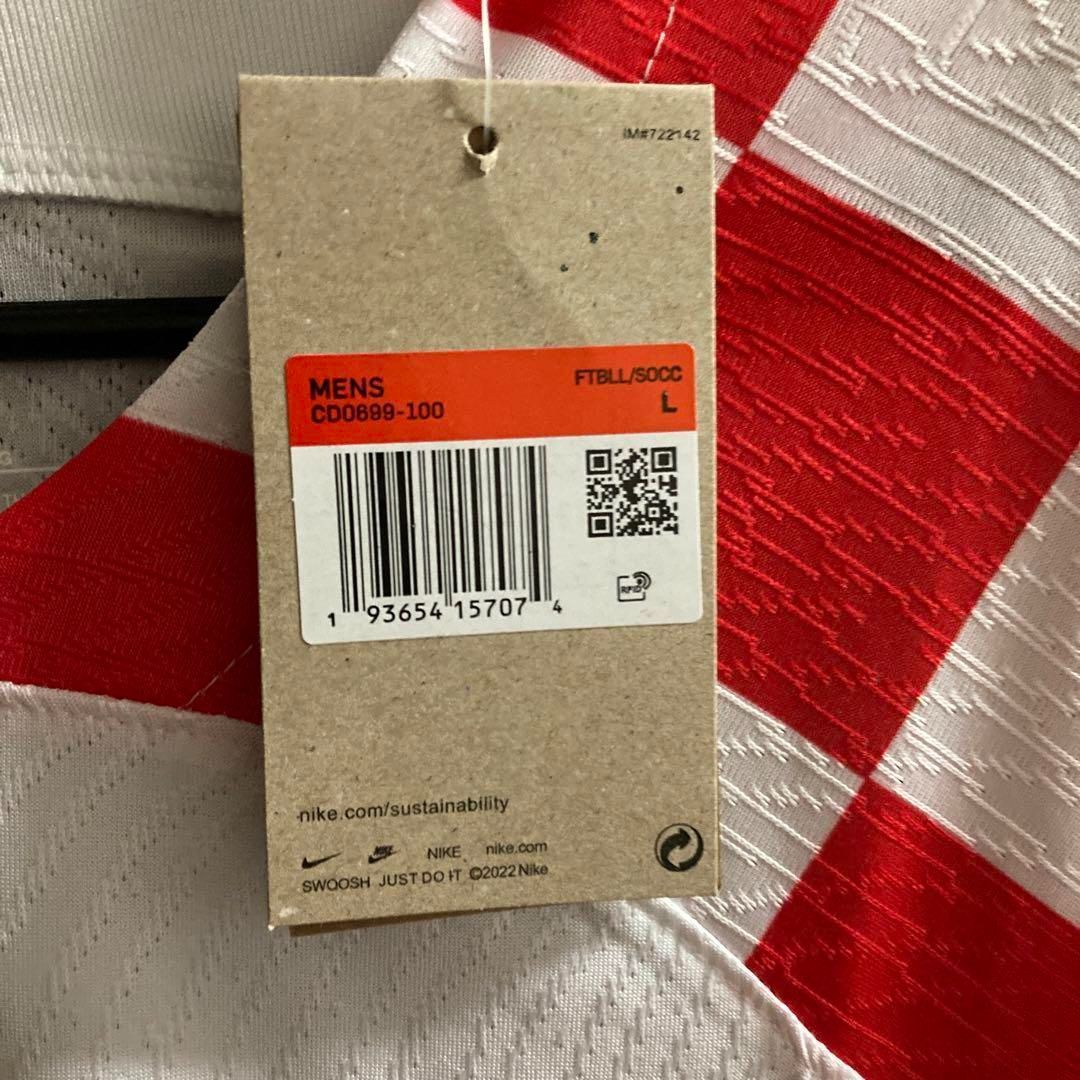 IM#722142
MENS
FTBLL/SOCC
CD0699-100
L
1 93654 15707 4
RFID
nike.com/sustainability
NIKE nike.com
SWOOSH JUST DO IT ©2022 Nike